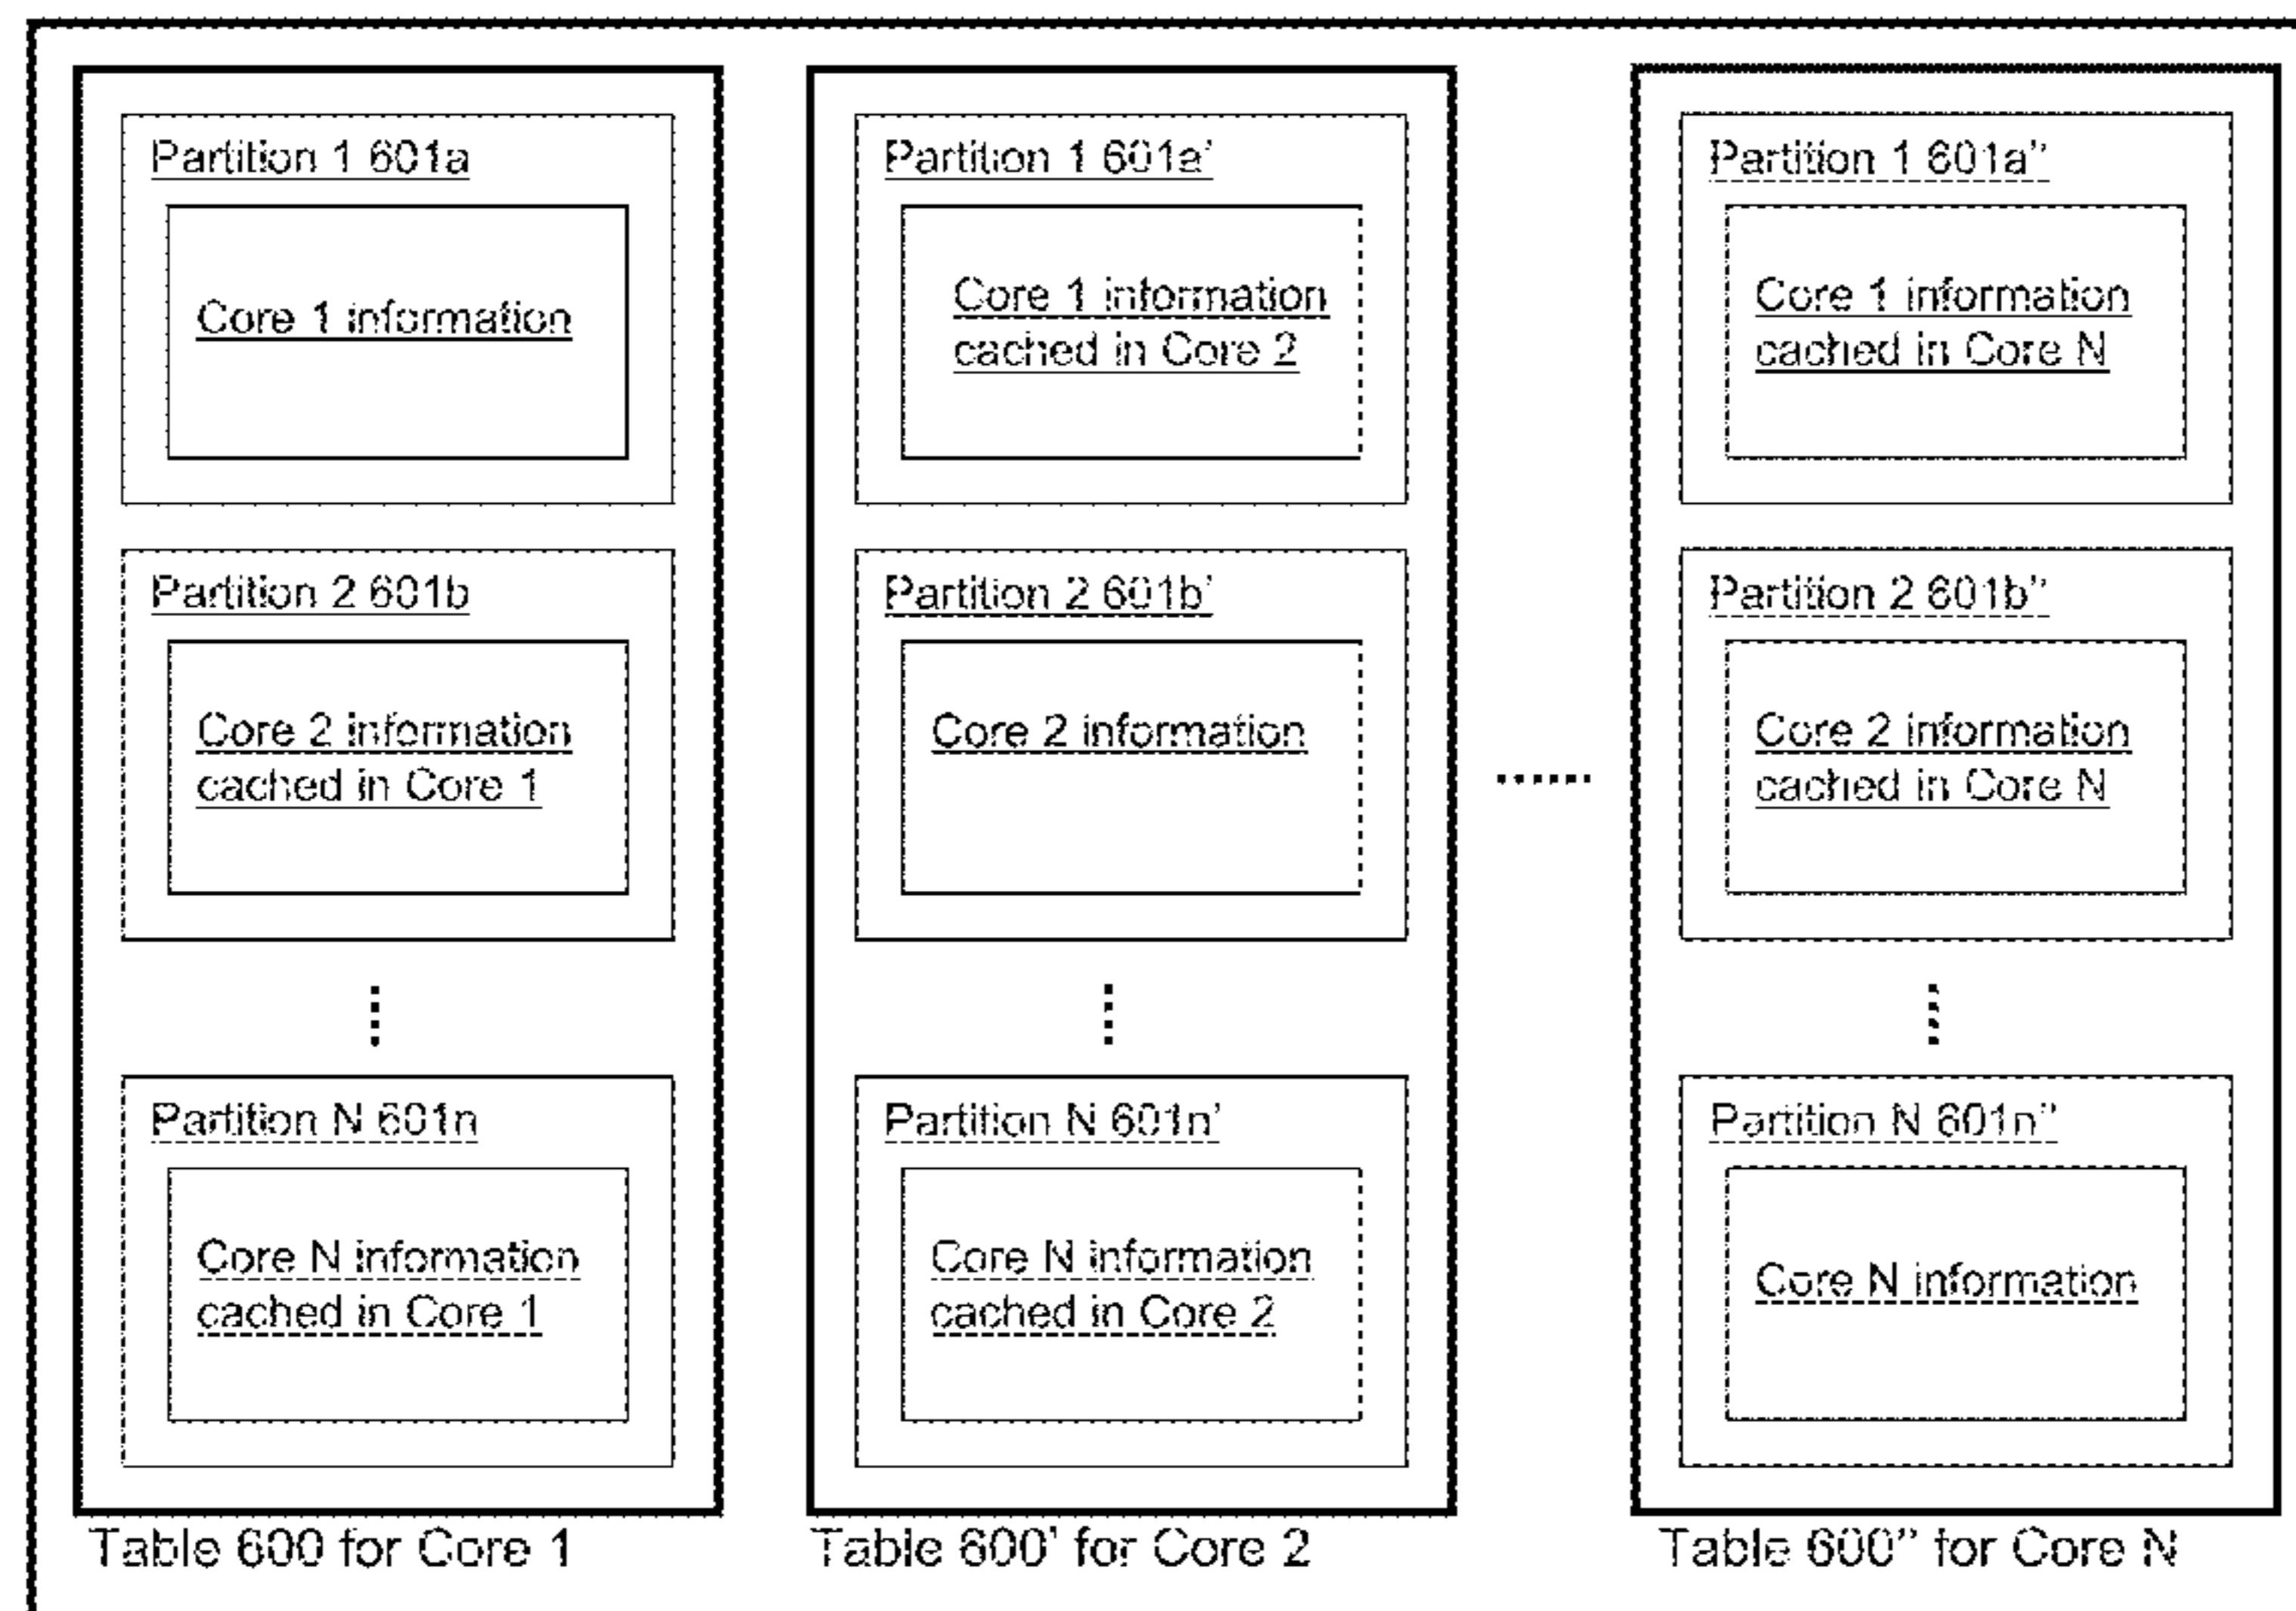 Partition 1 601a
Core 1 information
Partition 2 601b
Core 2 information
cached in Core 1
Partition N 601n
Core N information
cached in Core 1
Table 600 for Core 1
Partition 1 601a'
Core 1 information
cached in Core 2
Partition 2 601b'
Core 2 information
Partition N 601n'
Core N information
cached in Core 2
Table 600' for Core 2
Partition 1 601a"
Core 1 information
cached in Core N
Partition 2 601b"
Core 2 information
cached in Core N
Partition N 601n"
Core N information
Table 600" for Core N